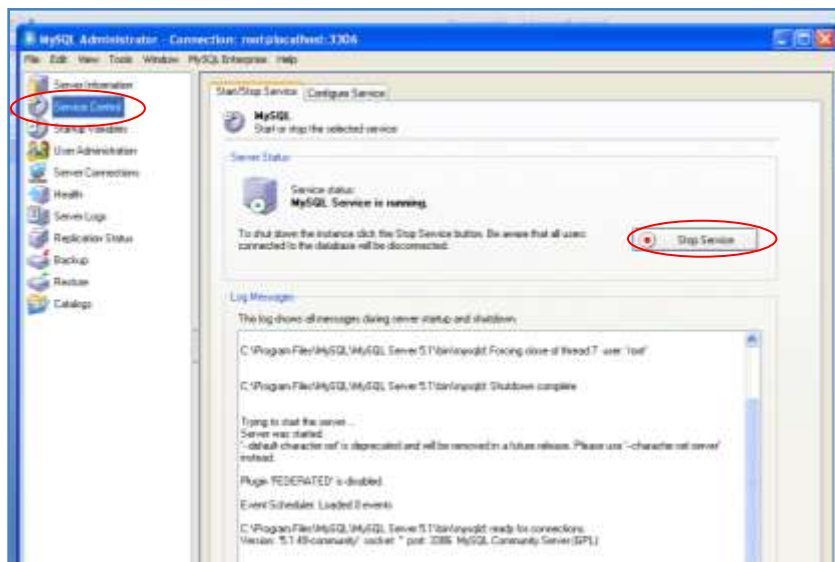 MySQL Administrator - Connection: root@localhost:3306
File Edit View Tools Window MySQL Enterprise Help
Server Information
Service Control
Startup Variables
User Administration
Server Connections
Health
Server Logs
Replication Status
Backup
Restore
Catalogs
Start/Stop Service Configure Service
MySQL
Start or stop the selected service
Server Status
Service status:
MySQL Service is running.
To shut down the instance click the Stop Service button. Be aware that all users
connected to the database will be disconnected.
Stop Service
Log Messages
The log shows all messages during server startup and shutdown.
C:\Program Files\MySQL\MySQL Server 5.1\bin\mysqld: Forcing close of thread 7 user: 'root'
C:\Program Files\MySQL\MySQL Server 5.1\bin\mysqld: Shutdown complete
Trying to start the server ...
Server was started.
'--default-character-set' is deprecated and will be removed in a future release. Please use '--character-set-server'
instead.
Plugin 'FEDERATED' is disabled.
Event Scheduler: Loaded 0 events
C:\Program Files\MySQL\MySQL Server 5.1\bin\mysqld: ready for connections.
Version: '5.1.49-community' socket: '' port: 3306 MySQL Community Server (GPL)